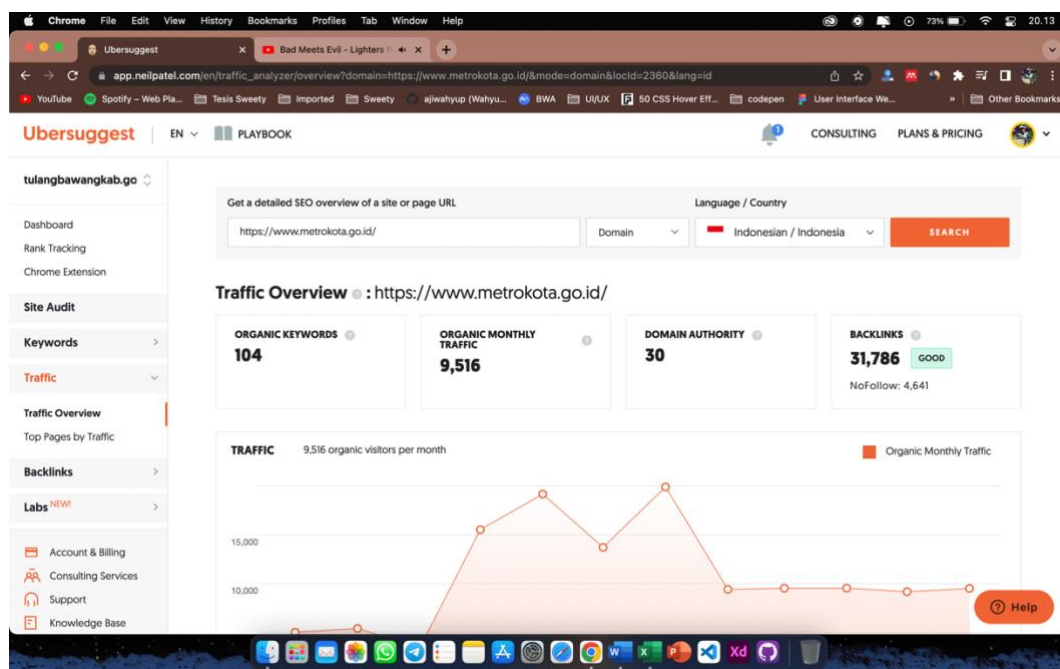 Chrome File Edit View History Bookmarks Profiles Tab Window Help 73% 20.13
Ubersuggest Bad Meets Evil - Lighters
app.neilpatel.com/en/traffic_analyzer/overview?domain=https://www.metrokota.go.id/&mode=domain&locId=2360&lang=id
YouTube Spotify – Web Pla... Tesis Sweety Imported Sweety ajiwahyup (Wahyu... BWA UI/UX 50 CSS Hover Eff... codepen User Interface We... » Other Bookmarks
Ubersuggest EN PLAYBOOK CONSULTING PLANS & PRICING
tulangbawangkab.go
Dashboard
Rank Tracking
Chrome Extension
Site Audit
Keywords
Traffic
Traffic Overview
Top Pages by Traffic
Backlinks
Labs NEW!
Account & Billing
Consulting Services
Support
Knowledge Base
Get a detailed SEO overview of a site or page URL Language / Country
https://www.metrokota.go.id/ Domain Indonesian / Indonesia SEARCH
Traffic Overview : https://www.metrokota.go.id/
ORGANIC KEYWORDS
104
ORGANIC MONTHLY
TRAFFIC
9,516
DOMAIN AUTHORITY
30
BACKLINKS
31,786 GOOD
NoFollow: 4,641
TRAFFIC 9,516 organic visitors per month Organic Monthly Traffic
15,000
10,000
Help
W X P Xd